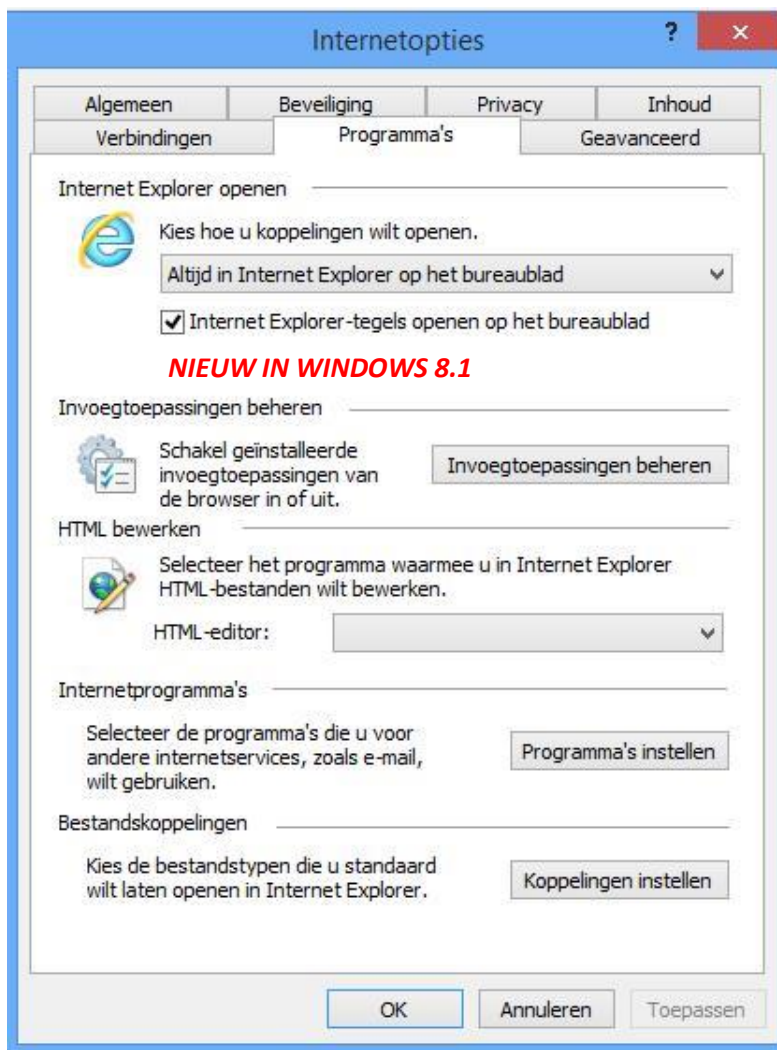 Internetopties
?
Algemeen Beveiliging Privacy Inhoud
Verbindingen Programma's Geavanceerd
Internet Explorer openen
Kies hoe u koppelingen wilt openen.
Altijd in Internet Explorer op het bureaublad
Internet Explorer-tegels openen op het bureaublad
NIEUW IN WINDOWS 8.1
Invoegtoepassingen beheren
Schakel geïnstalleerde
invoegtoepassingen van
de browser in of uit.
Invoegtoepassingen beheren
HTML bewerken
Selecteer het programma waarmee u in Internet Explorer
HTML-bestanden wilt bewerken.
HTML-editor:
Internetprogramma's
Selecteer de programma's die u voor
andere internetservices, zoals e-mail,
wilt gebruiken.
Programma's instellen
Bestandskoppelingen
Kies de bestandstypen die u standaard
wilt laten openen in Internet Explorer.
Koppelingen instellen
OK Annuleren Toepassen